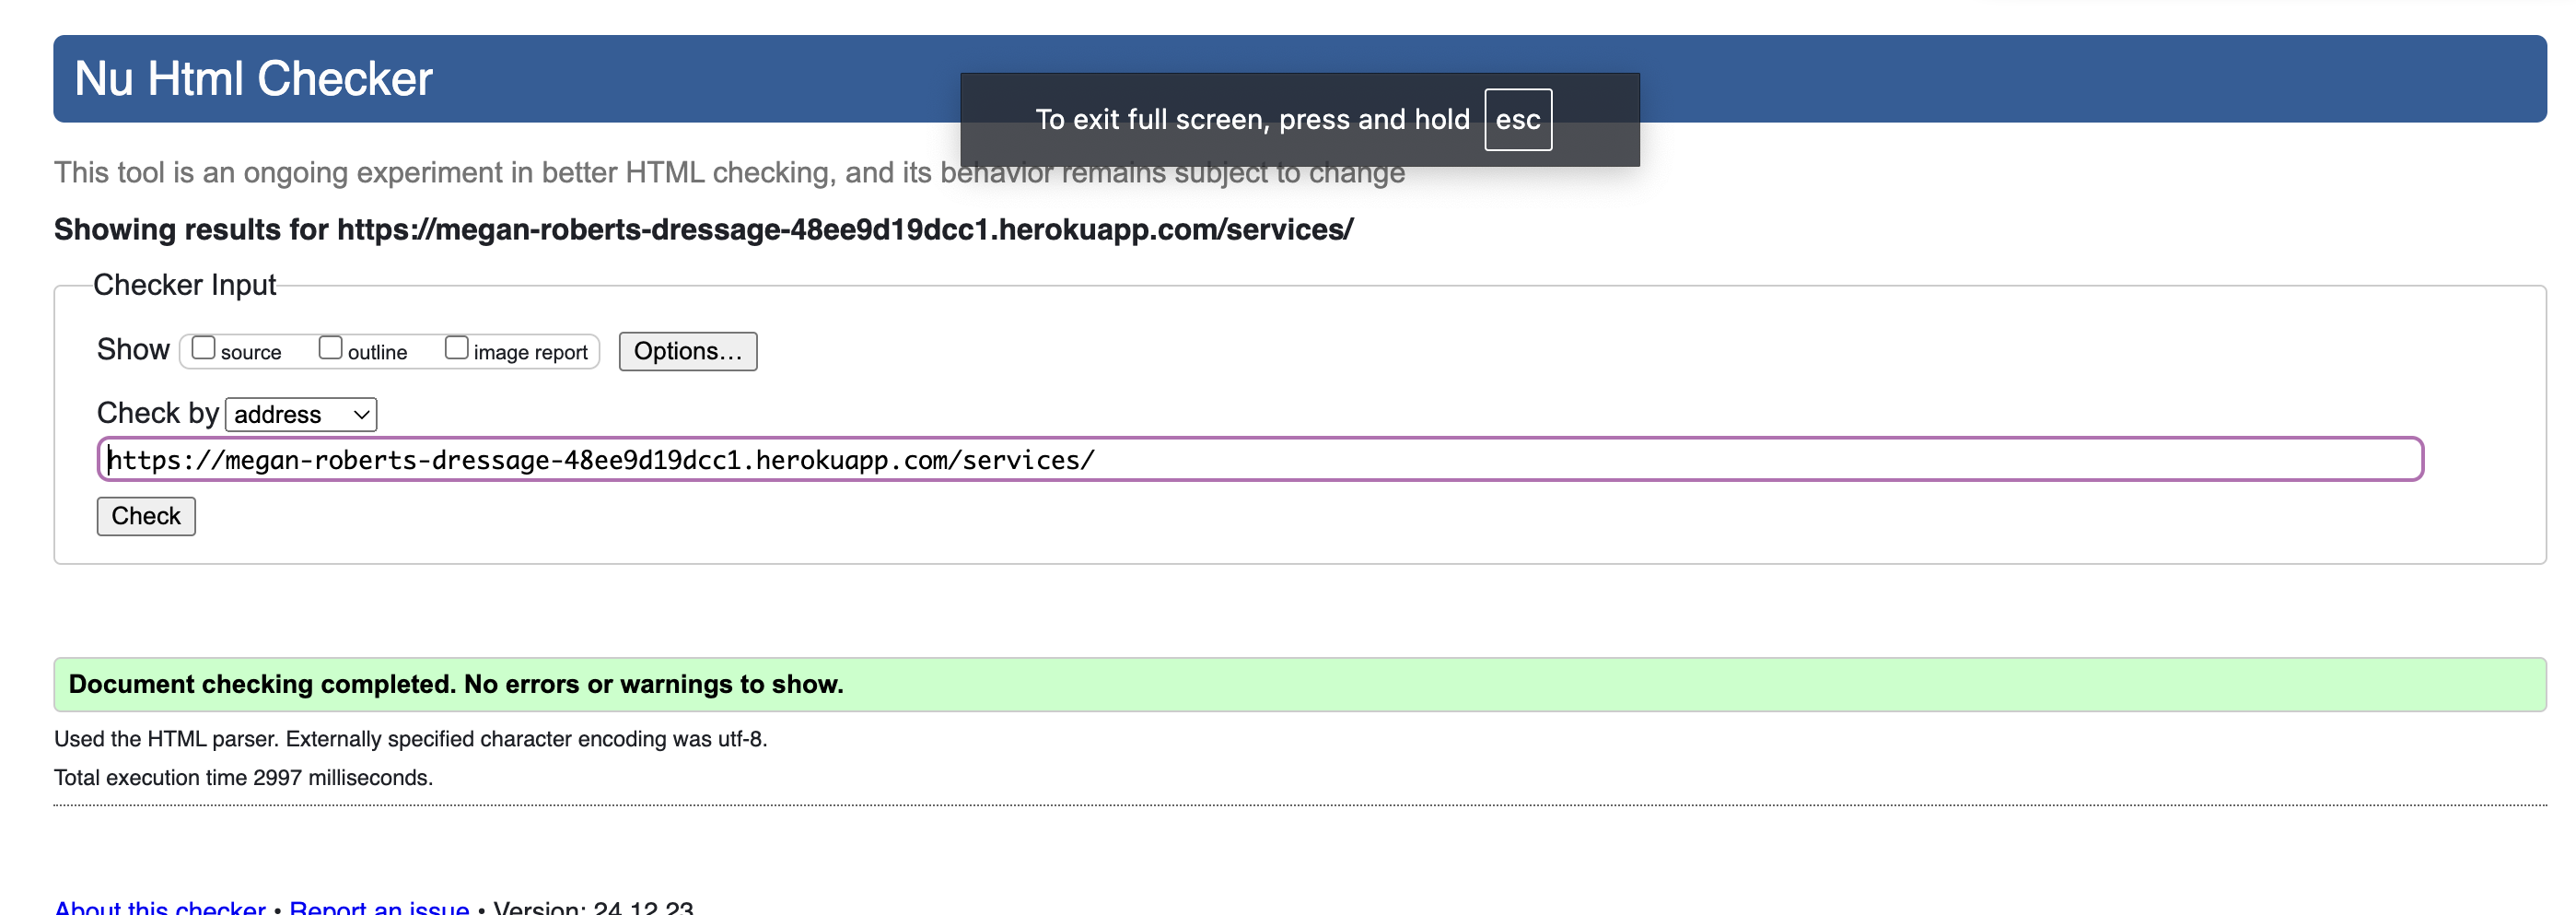 Nu Html Checker
To exit full screen, press and hold esc
This tool is an ongoing experiment in better HTML checking, and its behavior remains subject to change
Showing results for https://megan-roberts-dressage-48ee9d19dcc1.herokuapp.com/services/
Checker Input
Show source outline image report Options...
Check by address
https://megan-roberts-dressage-48ee9d19dcc1.herokuapp.com/services/
Check
Document checking completed. No errors or warnings to show.
Used the HTML parser. Externally specified character encoding was utf-8.
Total execution time 2997 milliseconds.
About this checker • Report an issue • Version: 24.12.23